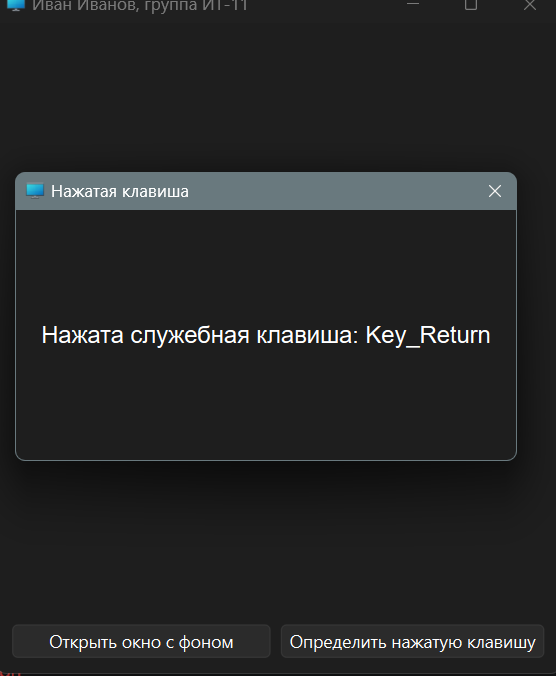 Иван Иванов, группа ИТ-11
Нажатая клавиша
Нажата служебная клавиша: Key_Return
Открыть окно с фоном
Определить нажатую клавишу